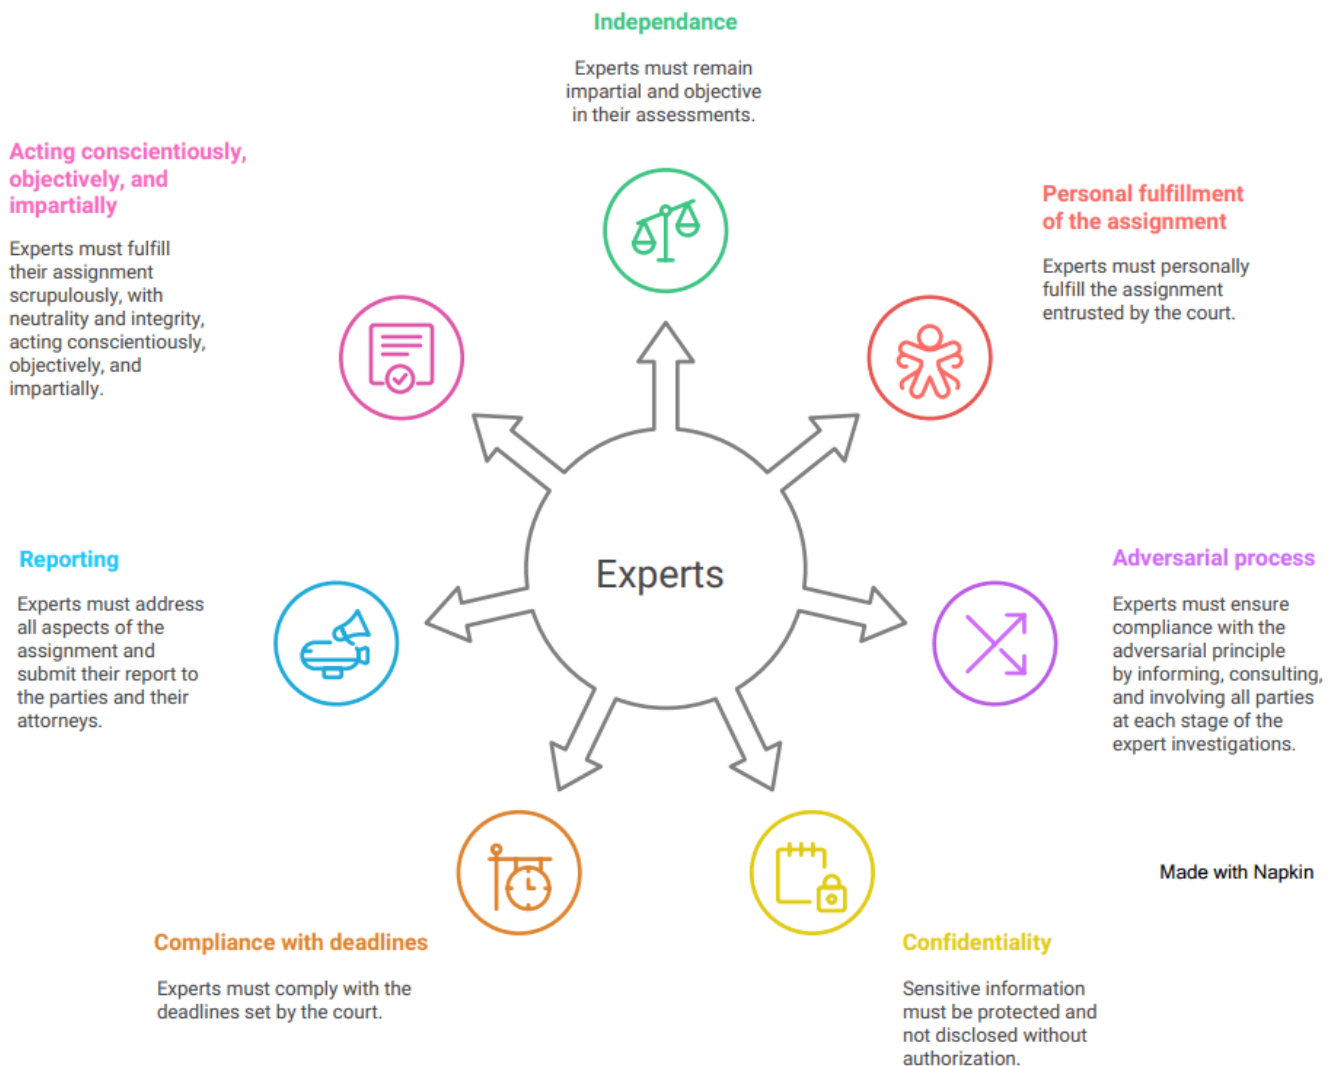 Independance
Experts must remain
impartial and objective
in their assessments.
Acting conscientiously,
objectively, and
impartially
Experts must fulfill
their assignment
scrupulously, with
neutrality and integrity,
acting conscientiously,
objectively, and
impartially.
Personal fulfillment
of the assignment
Experts must personally
fulfill the assignment
entrusted by the court.
Experts
Reporting
Experts must address
all aspects of the
assignment and
submit their report to
the parties and their
attorneys.
Adversarial process
Experts must ensure
compliance with the
adversarial principle
by informing, consulting,
and involving all parties
at each stage of the
expert investigations.
Made with Napkin
Compliance with deadlines
Experts must comply with the
deadlines set by the court.
Confidentiality
Sensitive information
must be protected and
not disclosed without
authorization.